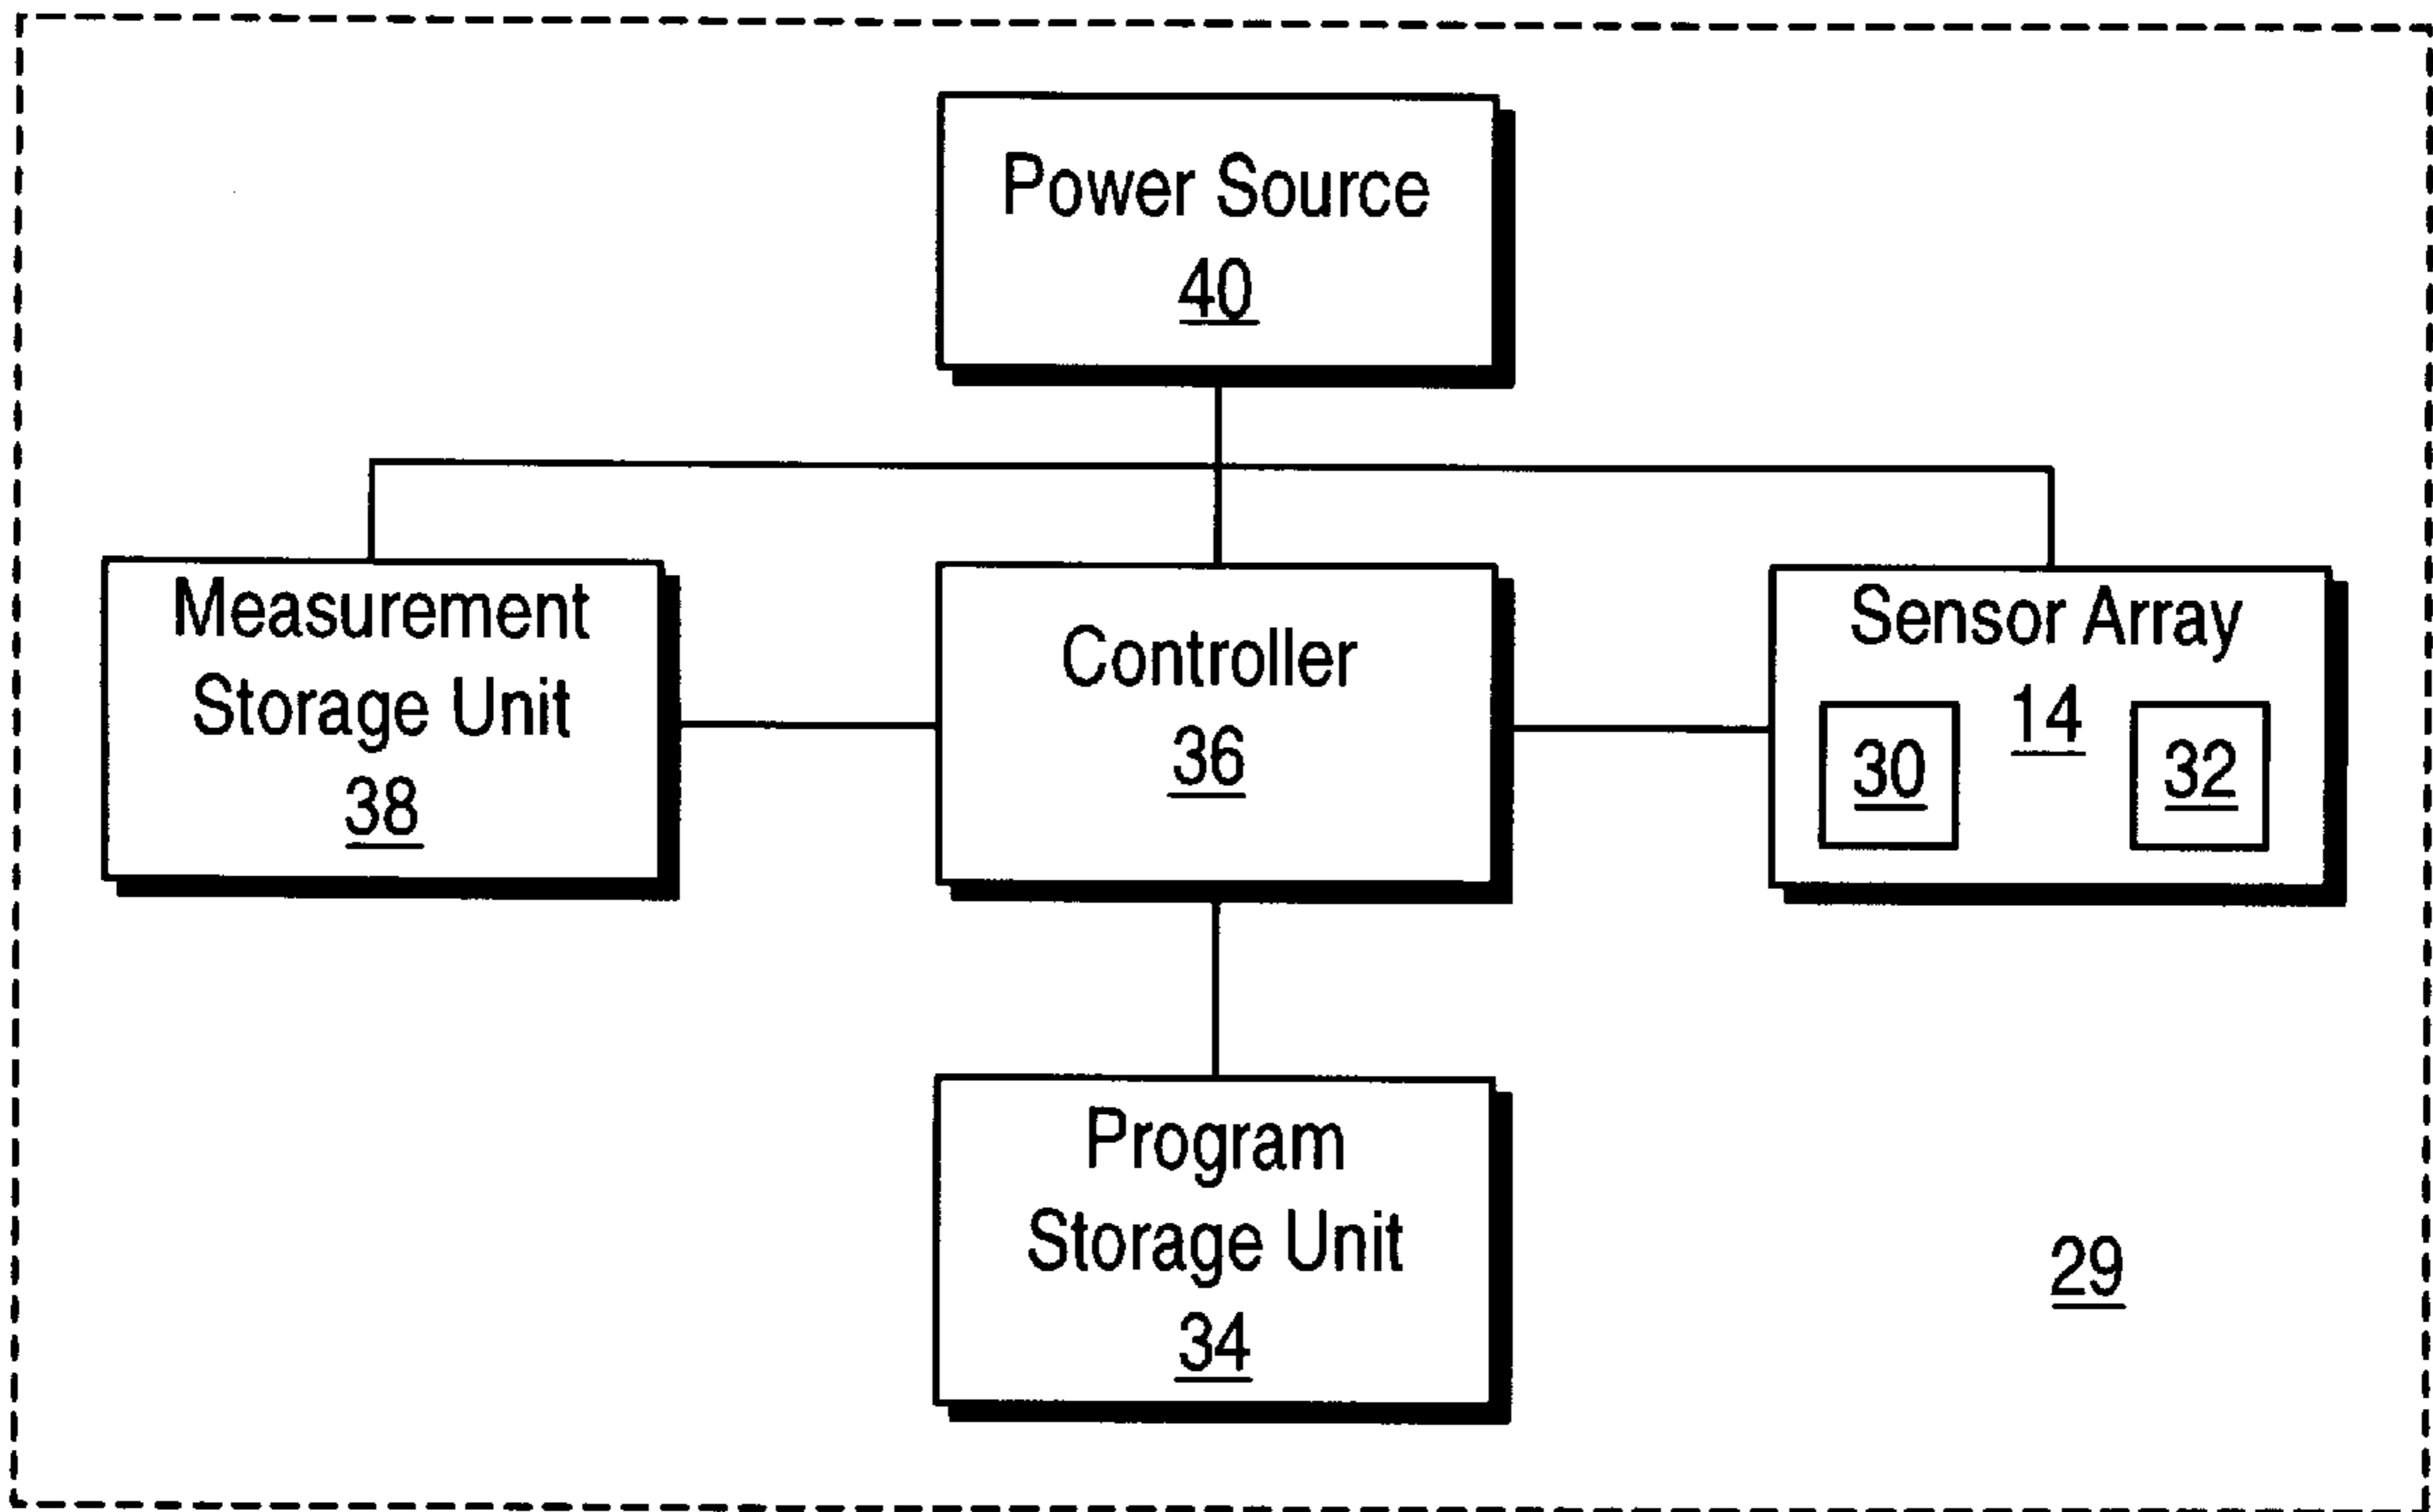 Power Source
40
Measurement
Storage Unit
38
Controller
36
Sensor Array
14
30
32
Program
Storage Unit
34
29